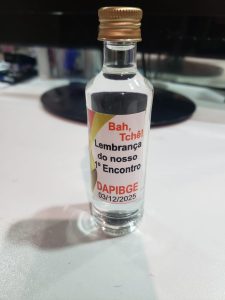 Bah,
Tchê!
Lembrança
do nosso
1º Encontro
DAPIBGE
03/12/2025